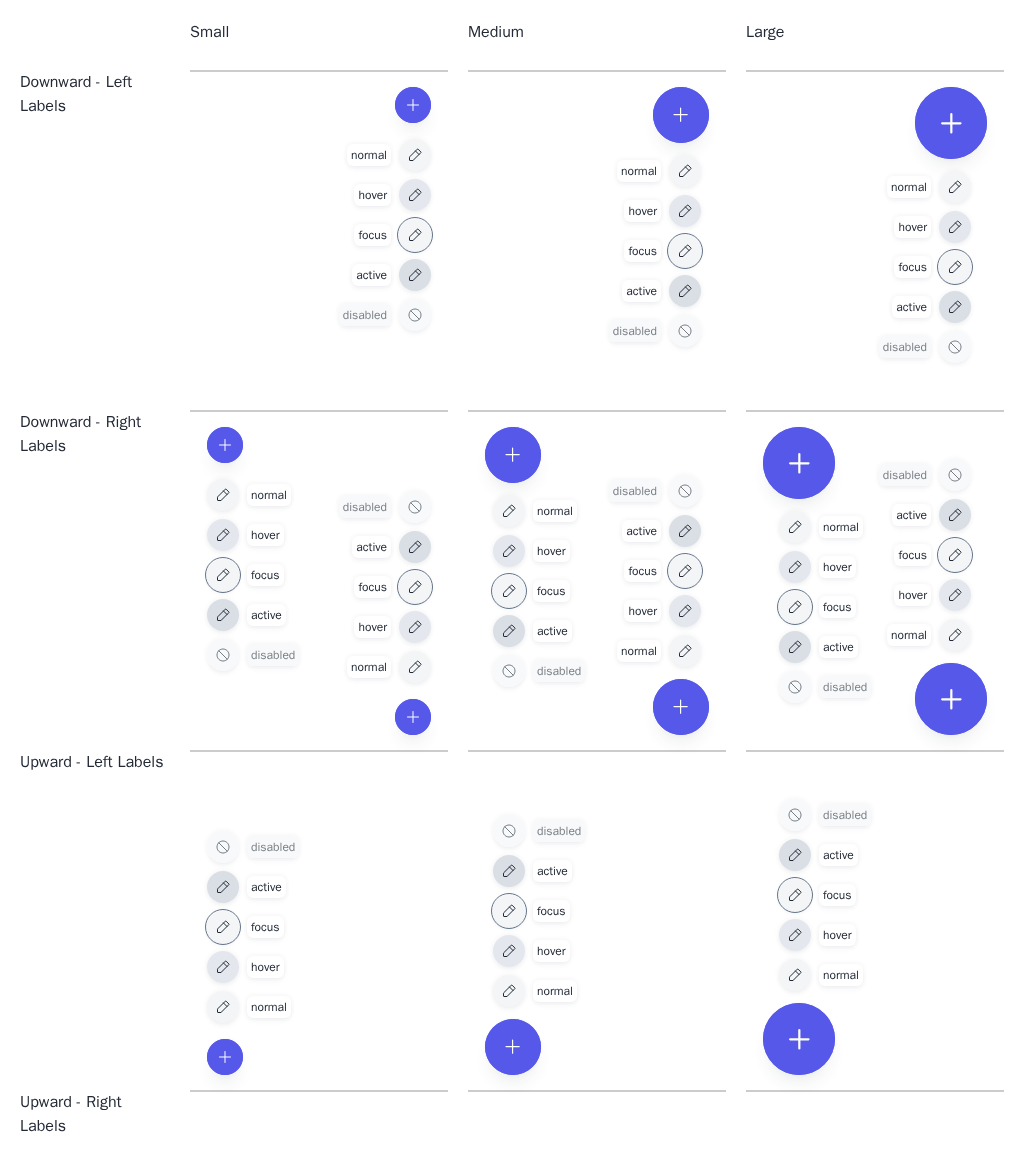 Small
Medium
Large
Downward - Left
Labels
normal
hover
focus
active
disabled
normal
hover
focus
active
disabled
normal
hover
focus
active
disabled
Downward - Right
Labels
normal
hover
focus
active
disabled
disabled
active
focus
hover
normal
normal
hover
focus
active
disabled
disabled
active
focus
hover
normal
normal
hover
focus
active
disabled
disabled
active
focus
hover
normal
Upward - Left Labels
disabled
active
focus
hover
normal
disabled
active
focus
hover
normal
disabled
active
focus
hover
normal
Upward - Right
Labels